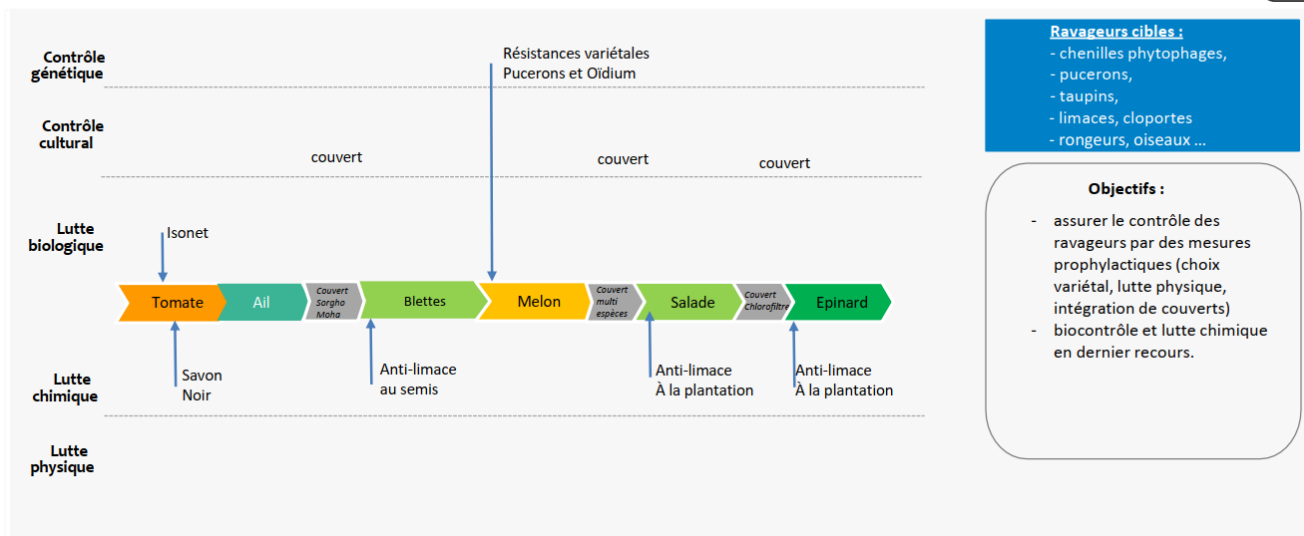 Contrôle
génétique
Résistances variétales
Pucerons et Oïdium
Contrôle
cultural
couvert
couvert
couvert
Lutte
biologique
Isonet
Tomate
Ail
Couvert
Sorgho
Moha
Blettes
Melon
Couvert
multi
espèces
Salade
Couvert
Chlorofiltre
Epinard
Lutte
chimique
Savon
Noir
Anti-limace
au semis
Anti-limace
À la plantation
Anti-limace
À la plantation
Lutte
physique
Ravageurs cibles :
- chenilles phytophages,
- pucerons,
- taupins,
- limaces, cloportes
- rongeurs, oiseaux ...
Objectifs :
- assurer le contrôle des
ravageurs par des mesures
prophylactiques (choix
variétal, lutte physique,
intégration de couverts)
- biocontrôle et lutte chimique
en dernier recours.